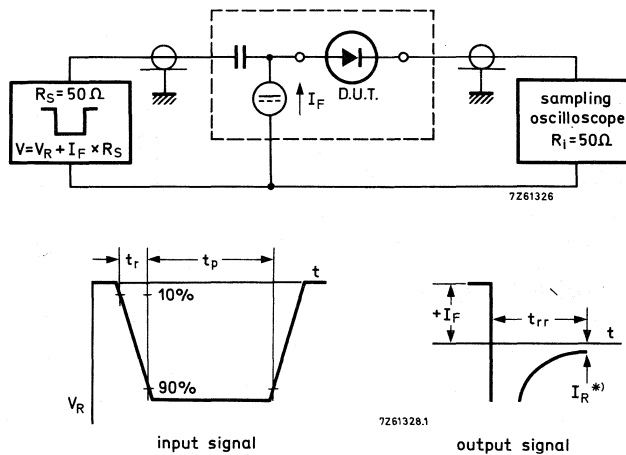 R_S = 50 Ω
V = V_R + I_F × R_S
I_F
D.U.T.
sampling
oscilloscope
R_i = 50 Ω
7Z61326
t_r
t_p
t
10%
90%
V_R
input signal
+I_F
t_rr
t
I_R*)
7Z61328.1
output signal